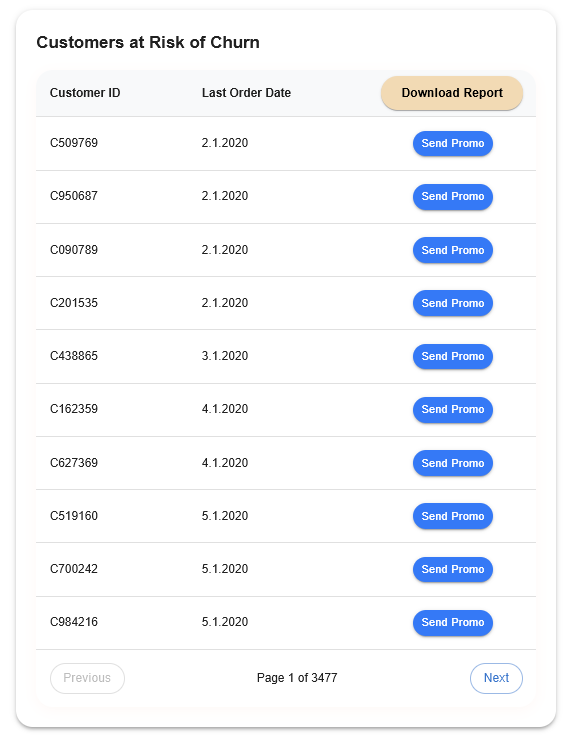 Customers at Risk of Churn
Customer ID Last Order Date Download Report
C509769 2.1.2020 Send Promo
C950687 2.1.2020 Send Promo
C090789 2.1.2020 Send Promo
C201535 2.1.2020 Send Promo
C438865 3.1.2020 Send Promo
C162359 4.1.2020 Send Promo
C627369 4.1.2020 Send Promo
C519160 5.1.2020 Send Promo
C700242 5.1.2020 Send Promo
C984216 5.1.2020 Send Promo
Previous Page 1 of 3477 Next